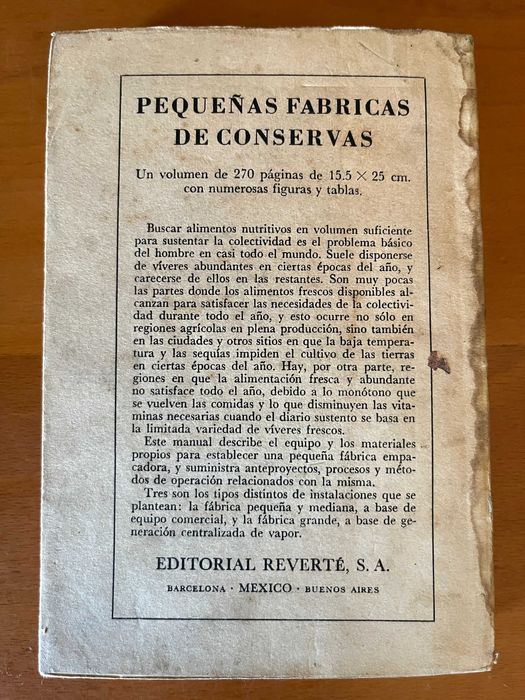 PEQUEÑAS FABRICAS
DE CONSERVAS
Un volumen de 270 páginas de 15.5 × 25 cm.
con numerosas figuras y tablas.
Buscar alimentos nutritivos en volumen suficiente
para sustentar la colectividad es el problema básico
del hombre en casi todo el mundo. Suele disponerse
de víveres abundantes en ciertas épocas del año, y
carecerse de ellos en las restantes. Son muy pocas
las partes donde los alimentos frescos disponibles al-
canzan para satisfacer las necesidades de la colectivi-
dad durante todo el año, y esto ocurre no sólo en
regiones agrícolas en plena producción, sino también
en las ciudades y otros sitios en que la baja tempera-
tura y las sequías impiden el cultivo de las tierras
en ciertas épocas del año. Hay, por otra parte, re-
giones en que la alimentación fresca y abundante
no satisface todo el año, debido a lo monótono que
se vuelven las comidas y lo que disminuyen las vita-
minas necesarias cuando el diario sustento se basa en
la limitada variedad de víveres frescos.
Este manual describe el equipo y los materiales
propios para establecer una pequeña fábrica empa-
cadora, y suministra anteproyectos, procesos y méto-
dos de operación relacionados con la misma.
Tres son los tipos distintos de instalaciones que se
plantean: la fábrica pequeña y mediana, a base de
equipo comercial, y la fábrica grande, a base de ge-
neración centralizada de vapor.
EDITORIAL REVERTÉ, S. A.
BARCELONA · MEXICO · BUENOS AIRES